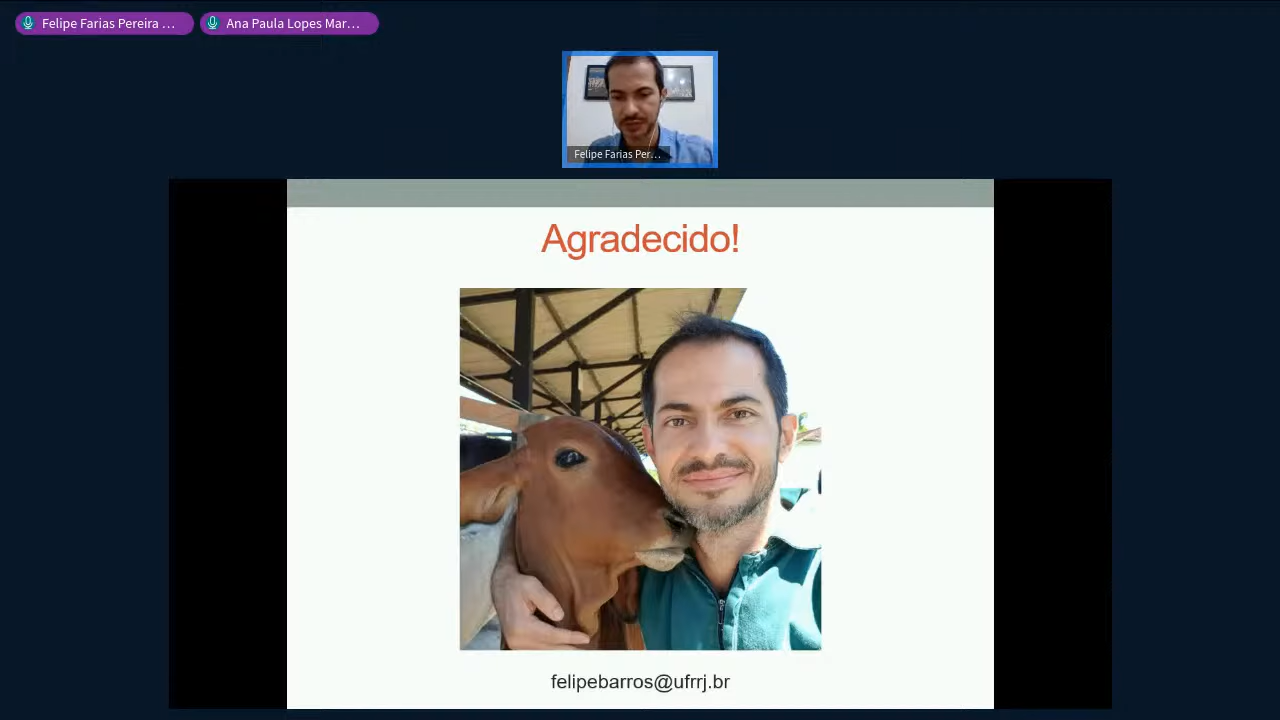 Felipe Farias Pereira ...
Ana Paula Lopes Mar...
Felipe Farias Per...
Agradecido!
felipebarros@ufrrj.br